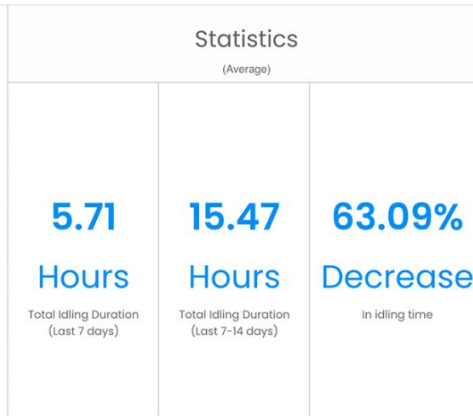 Statistics
(Average)
5.71
Hours
Total Idling Duration
(Last 7 days)
15.47
Hours
Total Idling Duration
(Last 7-14 days)
63.09%
Decrease
In idling time